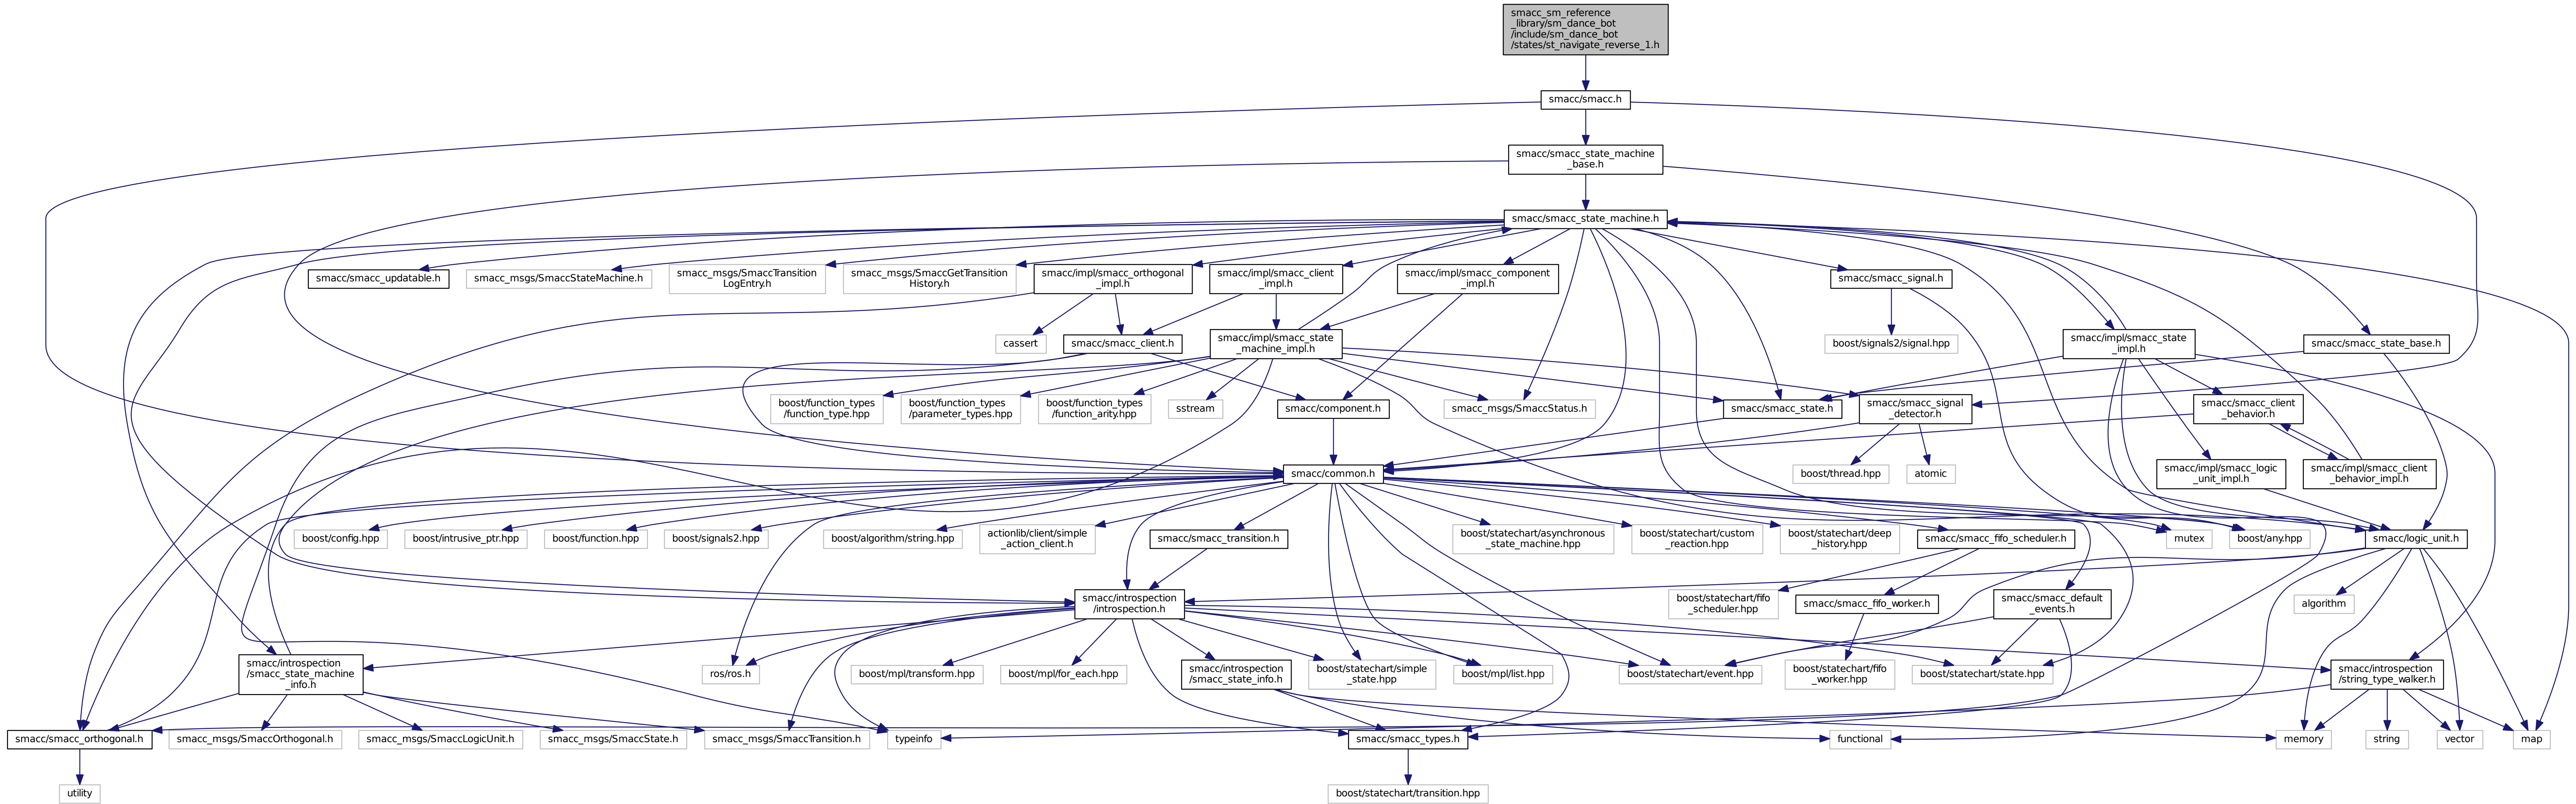 smacc_sm_reference
_library/sm_dance_bot
/include/sm_dance_bot
/states/st_navigate_reverse_1.h
smacc/smacc.h
smacc/smacc_state_machine
_base.h
smacc/smacc_state_machine.h
smacc/smacc_updatable.h
smacc_msgs/SmaccStateMachine.h
smacc_msgs/SmaccTransition
LogEntry.h
smacc_msgs/SmaccGetTransition
History.h
smacc/impl/smacc_orthogonal
_impl.h
smacc/impl/smacc_client
_impl.h
smacc/impl/smacc_component
_impl.h
smacc/smacc_signal.h
cassert
smacc/smacc_client.h
smacc/impl/smacc_state
_machine_impl.h
boost/signals2/signal.hpp
smacc/impl/smacc_state
_impl.h
smacc/smacc_state_base.h
boost/function_types
/function_type.hpp
boost/function_types
/parameter_types.hpp
boost/function_types
/function_arity.hpp
sstream
smacc/component.h
smacc_msgs/SmaccStatus.h
smacc/smacc_state.h
smacc/smacc_signal
_detector.h
smacc/smacc_client
_behavior.h
smacc/common.h
boost/thread.hpp
atomic
smacc/impl/smacc_logic
_unit_impl.h
smacc/impl/smacc_client
_behavior_impl.h
boost/config.hpp
boost/intrusive_ptr.hpp
boost/function.hpp
boost/signals2.hpp
boost/algorithm/string.hpp
actionlib/client/simple
_action_client.h
smacc/smacc_transition.h
boost/statechart/asynchronous
_state_machine.hpp
boost/statechart/custom
_reaction.hpp
boost/statechart/deep
_history.hpp
smacc/smacc_fifo_scheduler.h
mutex
boost/any.hpp
smacc/logic_unit.h
smacc/introspection
/introspection.h
boost/statechart/fifo
_scheduler.hpp
smacc/smacc_fifo_worker.h
smacc/smacc_default
_events.h
algorithm
smacc/introspection
/smacc_state_machine
_info.h
ros/ros.h
boost/mpl/transform.hpp
boost/mpl/for_each.hpp
smacc/introspection
/smacc_state_info.h
boost/statechart/simple
_state.hpp
boost/mpl/list.hpp
boost/statechart/event.hpp
boost/statechart/fifo
_worker.hpp
boost/statechart/state.hpp
smacc/introspection
/string_type_walker.h
smacc/smacc_orthogonal.h
smacc_msgs/SmaccOrthogonal.h
smacc_msgs/SmaccLogicUnit.h
smacc_msgs/SmaccState.h
smacc_msgs/SmaccTransition.h
typeinfo
smacc/smacc_types.h
functional
memory
string
vector
map
utility
boost/statechart/transition.hpp